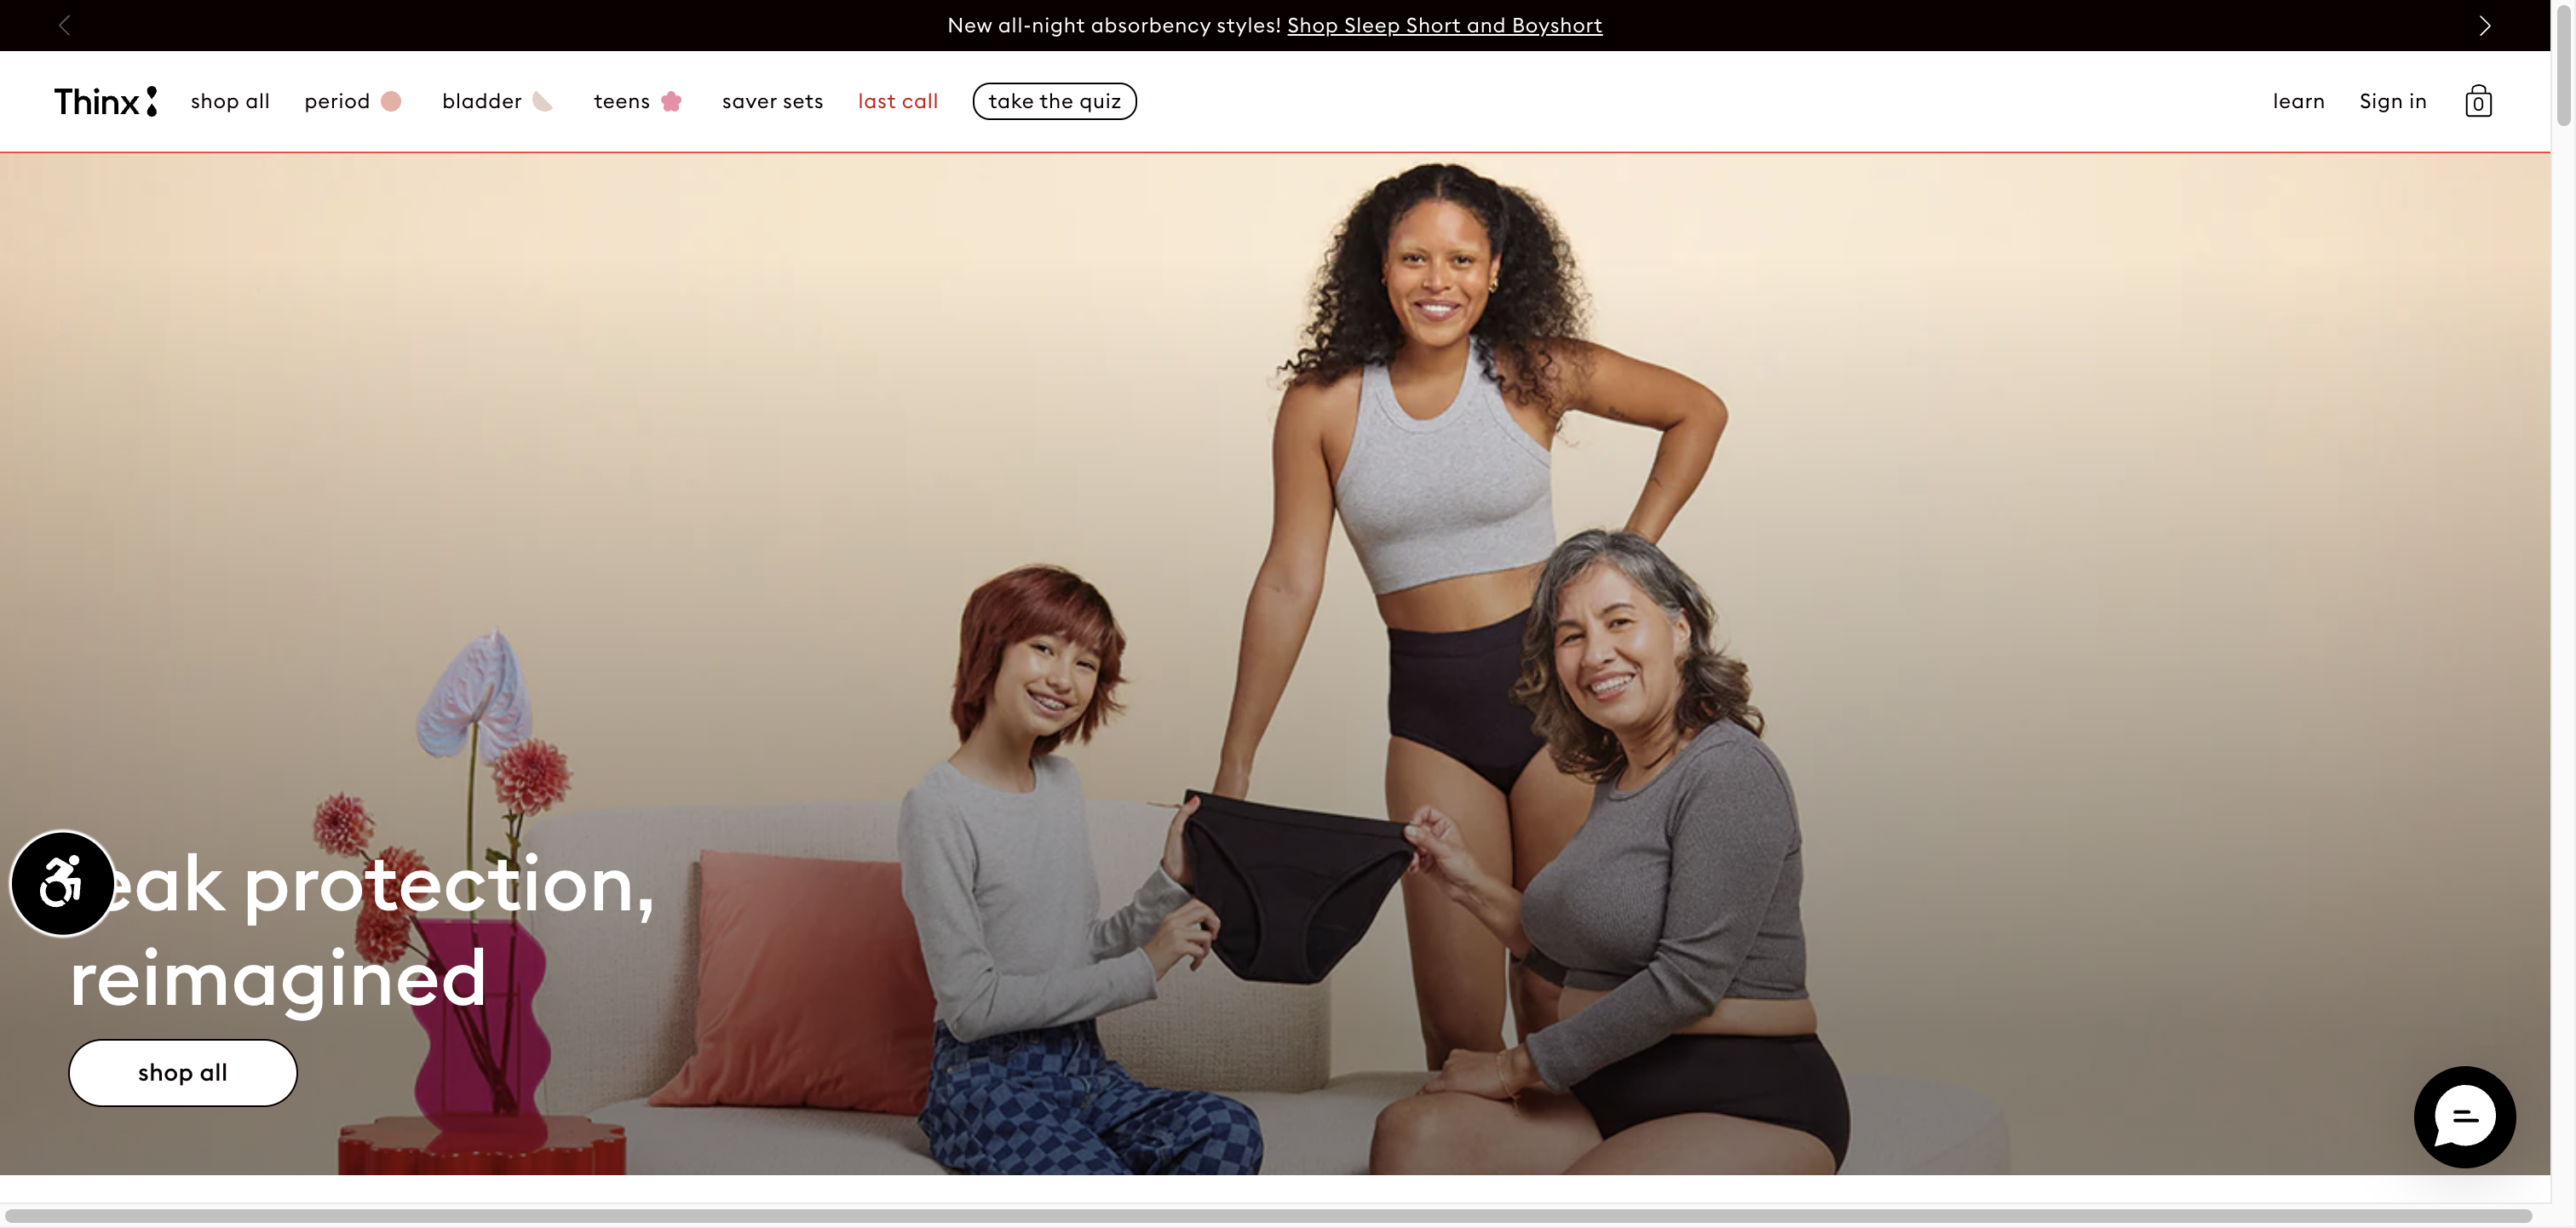 New all-night absorbency styles! Shop Sleep Short and Boyshort
Thinx shop all period bladder teens saver sets last call take the quiz learn Sign in 0
eak protection,
reimagined
shop all